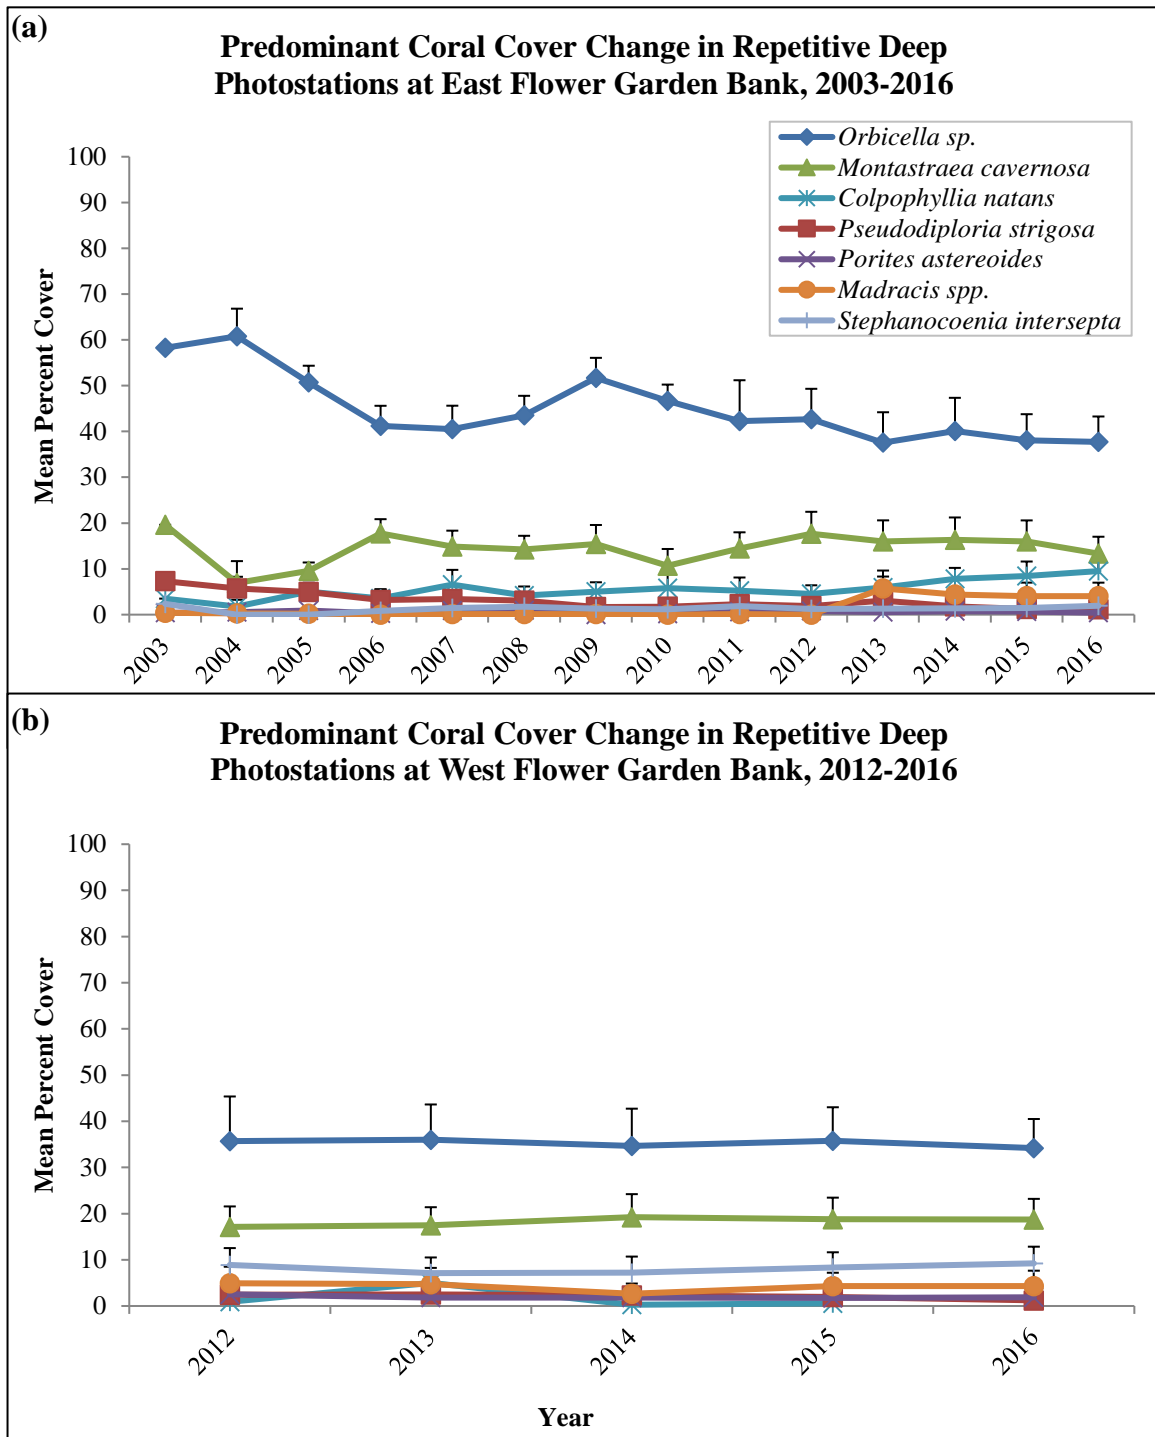 (a)
Predominant Coral Cover Change in Repetitive Deep
Photostations at East Flower Garden Bank, 2003-2016
Orbicella sp.
Montastraea cavernosa
Colpophyllia natans
Pseudodiploria strigosa
Porites astereoides
Madracis spp.
Stephanocoenia intersepta
Mean Percent Cover
100
90
80
70
60
50
40
30
20
10
0
2003
2004
2005
2006
2007
2008
2009
2010
2011
2012
2013
2014
2015
2016
(b)
Predominant Coral Cover Change in Repetitive Deep
Photostations at West Flower Garden Bank, 2012-2016
Mean Percent Cover
100
90
80
70
60
50
40
30
20
10
0
2012
2013
2014
2015
2016
Year